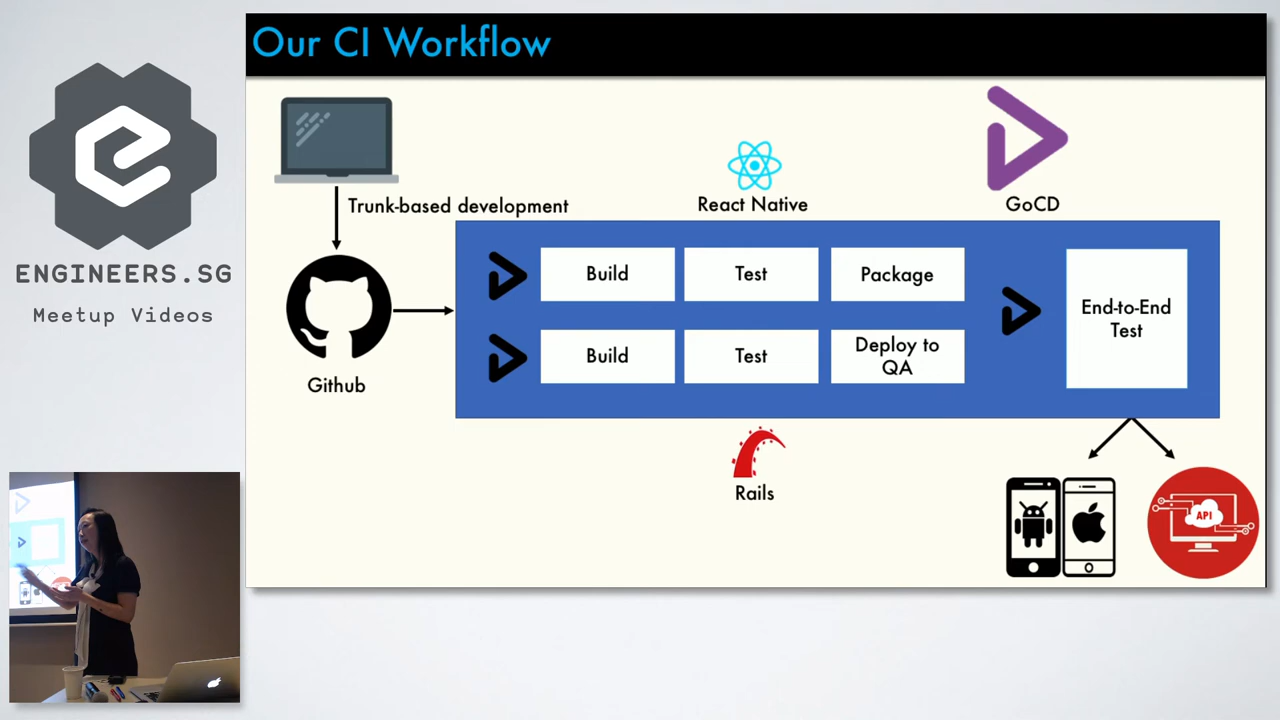 Our CI Workflow
ENGINEERS.SG
Meetup Videos
Trunk-based development
React Native
GoCD
Build
Test
Package
Build
Test
Deploy to
QA
End-to-End
Test
Github
Rails
API